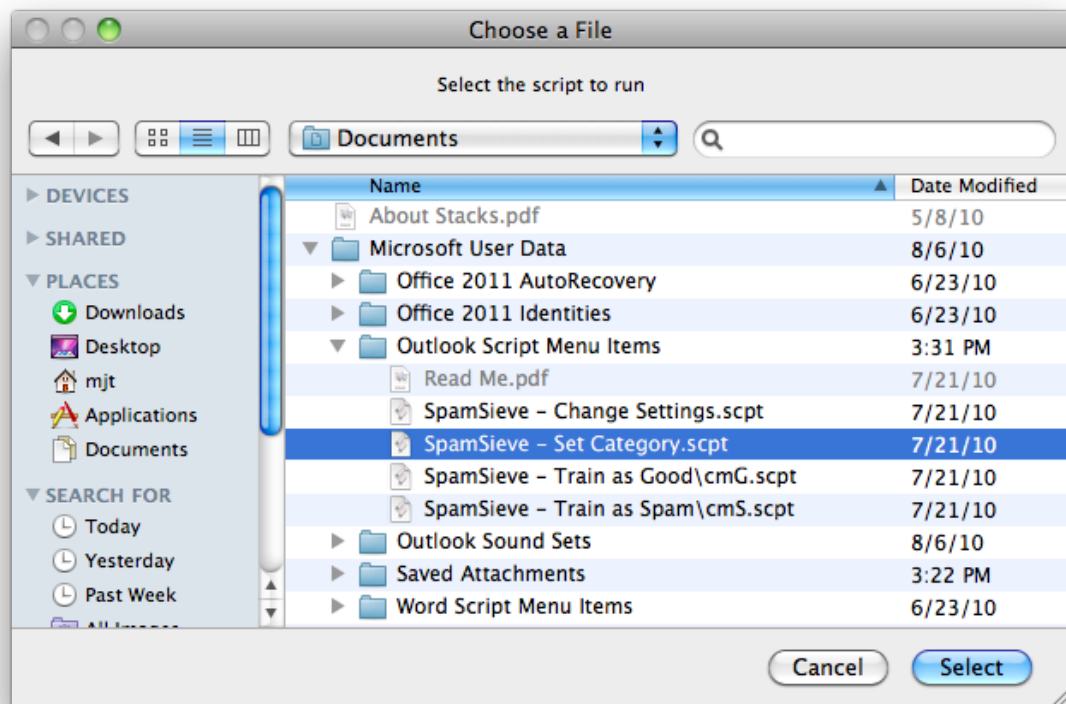 Choose a File
Select the script to run
Documents
DEVICES
SHARED
PLACES
Downloads
Desktop
mjt
Applications
Documents
SEARCH FOR
Today
Yesterday
Past Week
All Images
Name Date Modified
About Stacks.pdf 5/8/10
Microsoft User Data 8/6/10
Office 2011 AutoRecovery 6/23/10
Office 2011 Identities 6/23/10
Outlook Script Menu Items 3:31 PM
Read Me.pdf 7/21/10
SpamSieve – Change Settings.scpt 7/21/10
SpamSieve – Set Category.scpt 7/21/10
SpamSieve – Train as Good\cmG.scpt 7/21/10
SpamSieve – Train as Spam\cmS.scpt 7/21/10
Outlook Sound Sets 8/6/10
Saved Attachments 3:22 PM
Word Script Menu Items 6/23/10
Cancel Select